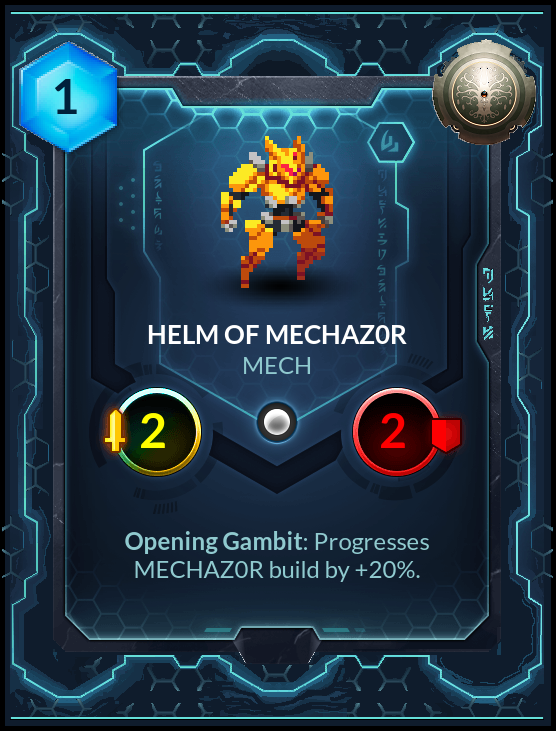 1
HELM OF MECHAZ0R
MECH
2 2
Opening Gambit: Progresses
MECHAZ0R build by +20%.